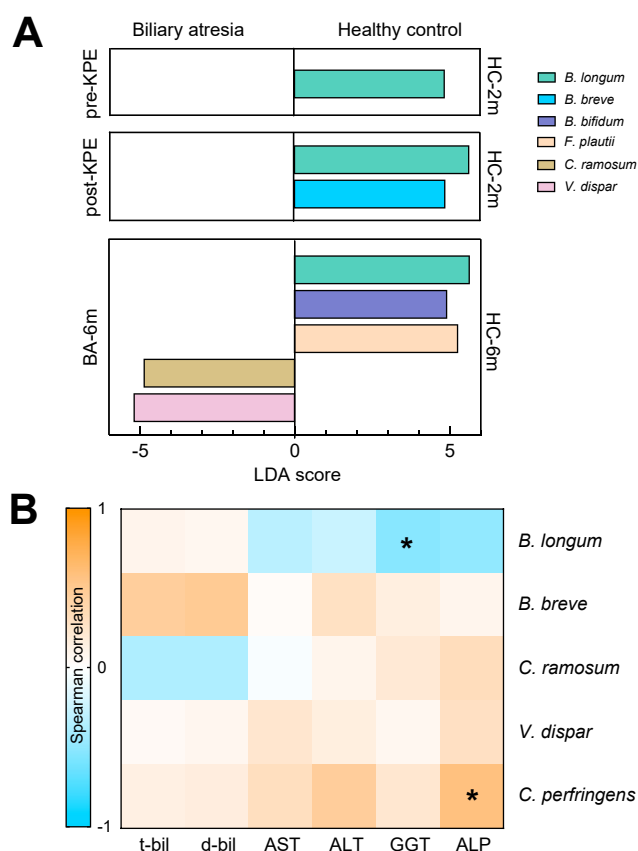 A
Biliary atresia
Healthy control
pre-KPE
HC-2m
post-KPE
HC-2m
BA-6m
HC-6m
-5
0
5
LDA score
B. longum
B. breve
B. bifidum
F. plautii
C. ramosum
V. dispar
B
1
0
-1
Spearman correlation
*
*
B. longum
B. breve
C. ramosum
V. dispar
C. perfringens
t-bil
d-bil
AST
ALT
GGT
ALP